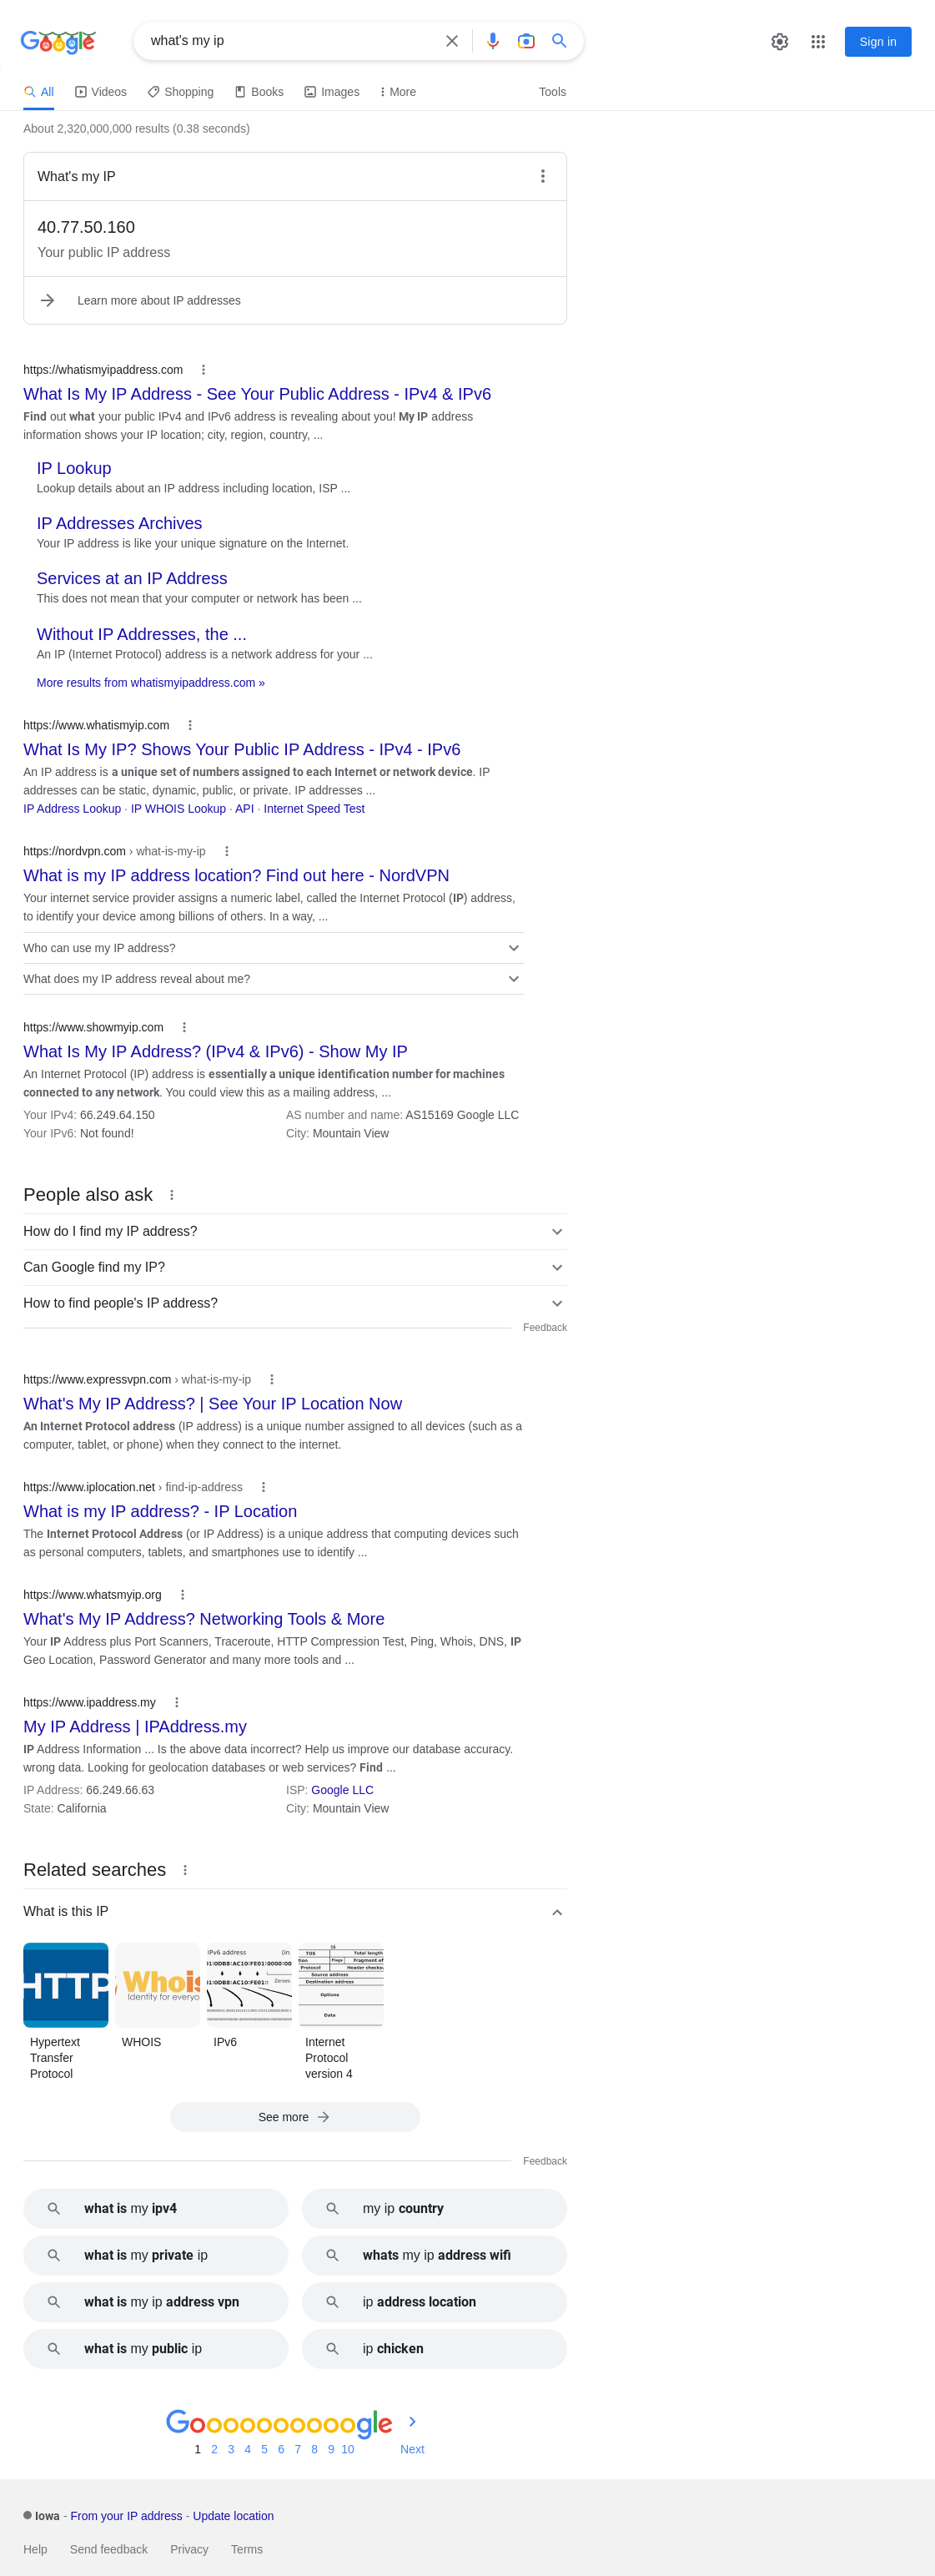 Google
what's my ip
Sign in
All
Videos
Shopping
Books
Images
More
Tools
About 2,320,000,000 results (0.38 seconds)
What's my IP
40.77.50.160
Your public IP address
Learn more about IP addresses
https://whatismyipaddress.com
What Is My IP Address - See Your Public Address - IPv4 & IPv6
Find out what your public IPv4 and IPv6 address is revealing about you! My IP address
information shows your IP location; city, region, country, ...
IP Lookup
Lookup details about an IP address including location, ISP ...
IP Addresses Archives
Your IP address is like your unique signature on the Internet.
Services at an IP Address
This does not mean that your computer or network has been ...
Without IP Addresses, the ...
An IP (Internet Protocol) address is a network address for your ...
More results from whatismyipaddress.com »
https://www.whatismyip.com
What Is My IP? Shows Your Public IP Address - IPv4 - IPv6
An IP address is a unique set of numbers assigned to each Internet or network device. IP
addresses can be static, dynamic, public, or private. IP addresses ...
IP Address Lookup · IP WHOIS Lookup · API · Internet Speed Test
https://nordvpn.com › what-is-my-ip
What is my IP address location? Find out here - NordVPN
Your internet service provider assigns a numeric label, called the Internet Protocol (IP) address,
to identify your device among billions of others. In a way, ...
Who can use my IP address?
What does my IP address reveal about me?
https://www.showmyip.com
What Is My IP Address? (IPv4 & IPv6) - Show My IP
An Internet Protocol (IP) address is essentially a unique identification number for machines
connected to any network. You could view this as a mailing address, ...
Your IPv4: 66.249.64.150
AS number and name: AS15169 Google LLC
Your IPv6: Not found!
City: Mountain View
People also ask
How do I find my IP address?
Can Google find my IP?
How to find people's IP address?
Feedback
https://www.expressvpn.com › what-is-my-ip
What's My IP Address? | See Your IP Location Now
An Internet Protocol address (IP address) is a unique number assigned to all devices (such as a
computer, tablet, or phone) when they connect to the internet.
https://www.iplocation.net › find-ip-address
What is my IP address? - IP Location
The Internet Protocol Address (or IP Address) is a unique address that computing devices such
as personal computers, tablets, and smartphones use to identify ...
https://www.whatsmyip.org
What's My IP Address? Networking Tools & More
Your IP Address plus Port Scanners, Traceroute, HTTP Compression Test, Ping, Whois, DNS, IP
Geo Location, Password Generator and many more tools and ...
https://www.ipaddress.my
My IP Address | IPAddress.my
IP Address Information ... Is the above data incorrect? Help us improve our database accuracy.
wrong data. Looking for geolocation databases or web services? Find ...
IP Address: 66.249.66.63
ISP: Google LLC
State: California
City: Mountain View
Related searches
What is this IP
HTTP
Whois
Identity for everyo
IPv6 address (in
Zeroes
16
TOS Total length
Flags Fragment of
Protocol Header checksu
Source address
Destination address
Options
Data
Hypertext
Transfer
Protocol
WHOIS
IPv6
Internet
Protocol
version 4
See more
Feedback
what is my ipv4
my ip country
what is my private ip
whats my ip address wifi
what is my ip address vpn
ip address location
what is my public ip
ip chicken
Goooooooooogle
1 2 3 4 5 6 7 8 9 10 Next
Iowa - From your IP address - Update location
Help Send feedback Privacy Terms